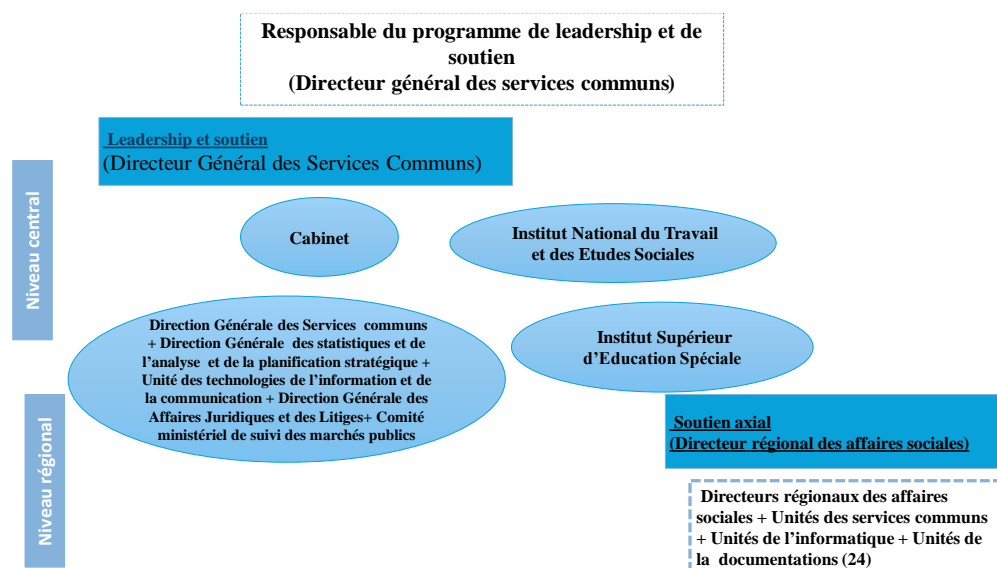 Responsable du programme de leadership et de
soutien
(Directeur général des services communs)
Leadership et soutien
(Directeur Général des Services Communs)
Niveau central
Cabinet
Institut National du Travail
et des Etudes Sociales
Direction Générale des Services communs
+ Direction Générale des statistiques et de
l’analyse et de la planification stratégique +
Unité des technologies de l’information et de
la communication + Direction Générale des
Affaires Juridiques et des Litiges+ Comité
ministériel de suivi des marchés publics
Institut Supérieur
d’Education Spéciale
Niveau régional
Soutien axial
(Directeur régional des affaires sociales)
Directeurs régionaux des affaires
sociales + Unités des services communs
+ Unités de l’informatique + Unités de
la documentations (24)